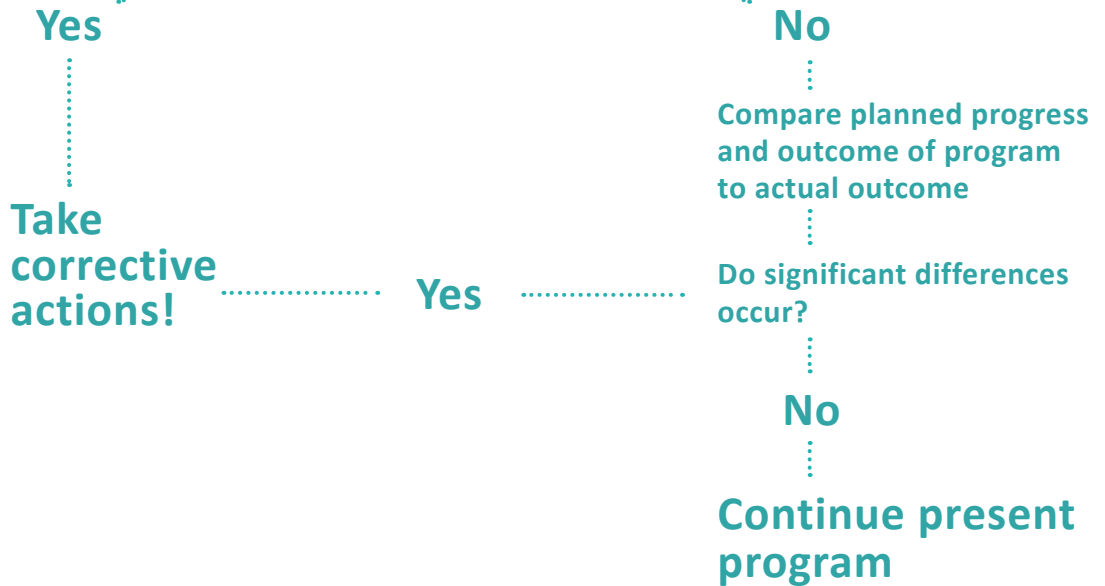 Yes
No
Compare planned progress
and outcome of program
to actual outcome
Take
corrective
actions!
Yes
Do significant differences
occur?
No
Continue present
program